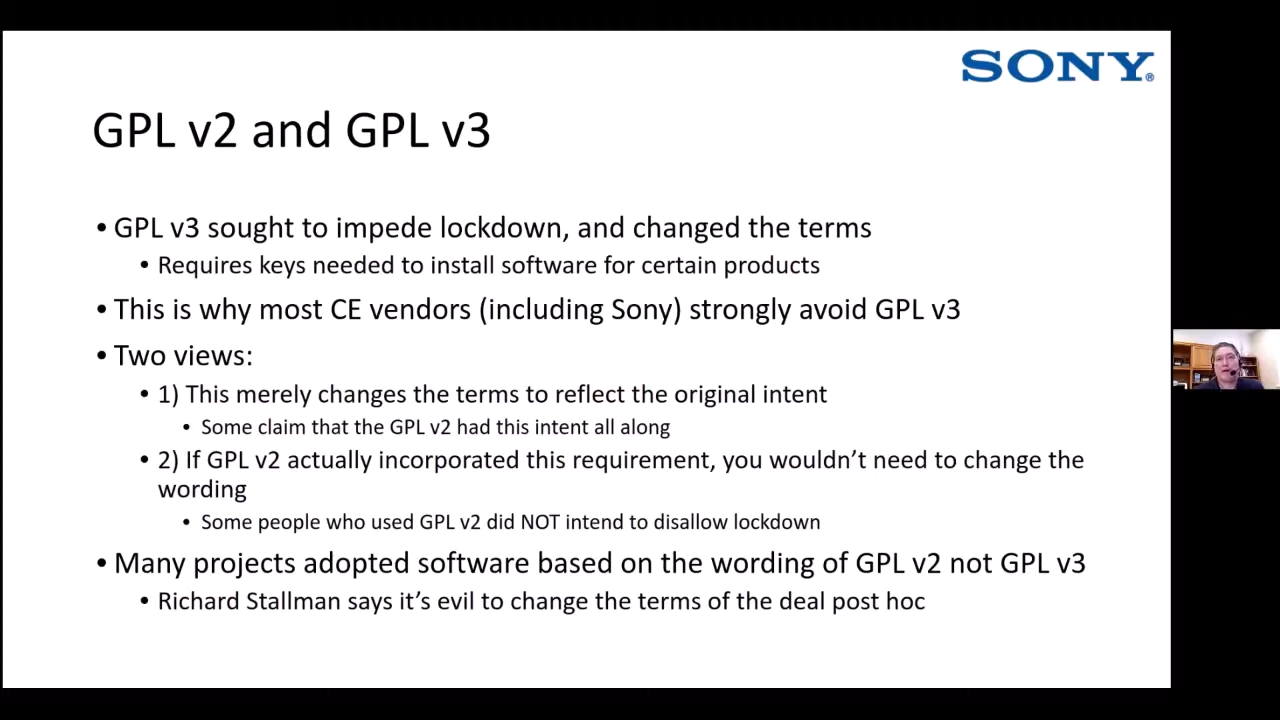 SONY®
GPL v2 and GPL v3
• GPL v3 sought to impede lockdown, and changed the terms
• Requires keys needed to install software for certain products
• This is why most CE vendors (including Sony) strongly avoid GPL v3
• Two views:
• 1) This merely changes the terms to reflect the original intent
• Some claim that the GPL v2 had this intent all along
• 2) If GPL v2 actually incorporated this requirement, you wouldn’t need to change the
wording
• Some people who used GPL v2 did NOT intend to disallow lockdown
• Many projects adopted software based on the wording of GPL v2 not GPL v3
• Richard Stallman says it’s evil to change the terms of the deal post hoc